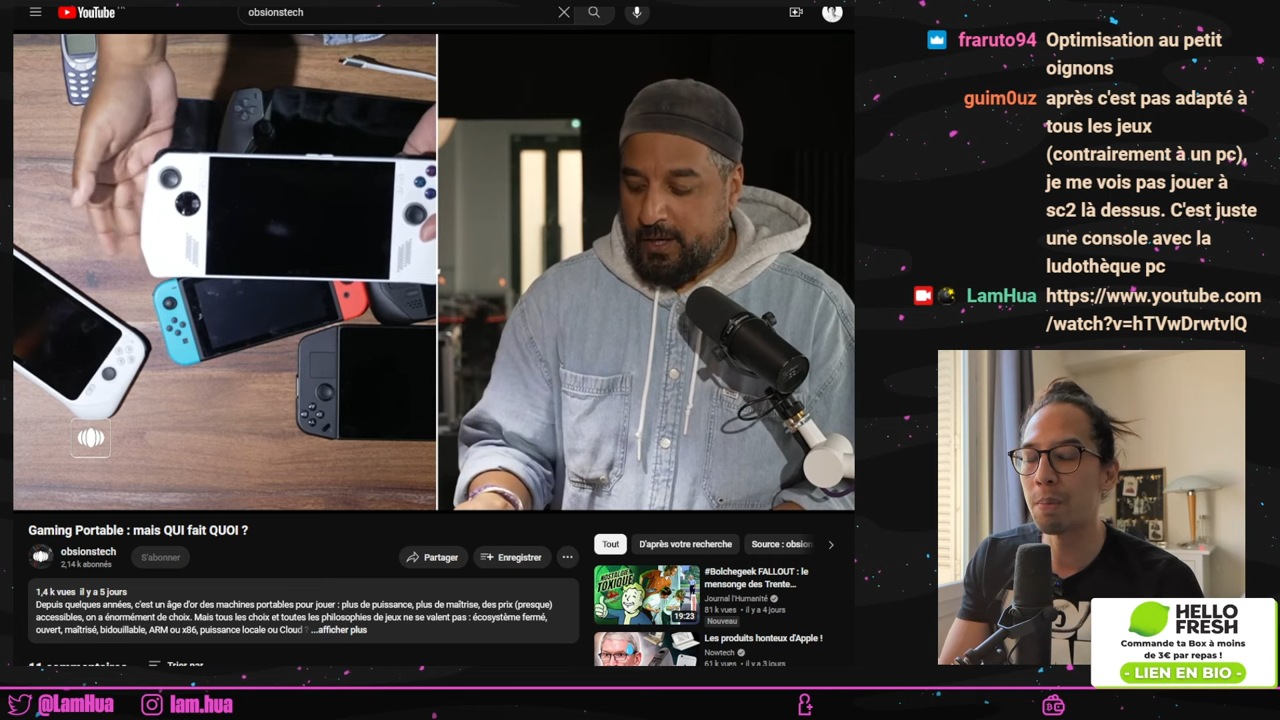 YouTube
obsionstech
Gaming Portable : mais QUI fait QUOI ?
obsionstech
2,14 k abonnés
S'abonner
Partager
Enregistrer
1,4 k vues il y a 5 jours
Depuis quelques années, c'est un âge d'or des machines portables pour jouer : plus de puissance, plus de maîtrise, des prix (presque)
accessibles, on a énormément de choix. Mais tous les choix et toutes les philosophies de jeux ne se valent pas : écosystème fermé,
ouvert, maîtrisé, bidouillable, ARM ou x86, puissance locale ou Cloud ? ...afficher plus
Trier par
Tout
D'après votre recherche
Source : obsion
NOSTALGIE
TOXIQUE
19:23
#Bolchegeek FALLOUT : le
mensonge des Trente...
Journal l'Humanité
81 k vues • il y a 4 jours
Nouveau
Les produits honteux d'Apple !
Nowtech
61 k vues • il y a 3 jours
fraruto94 Optimisation au petit
oignons
guim0uz après c'est pas adapté à
tous les jeux
(contrairement à un pc),
je me vois pas jouer à
sc2 là dessus. C'est juste
une console avec la
ludothèque pc
LamHua https://www.youtube.com
/watch?v=hTVwDrwtvlQ
HELLO
FRESH
Commande ta Box à moins
de 3€ par repas !
- LIEN EN BIO -
@LamHua
lam.hua